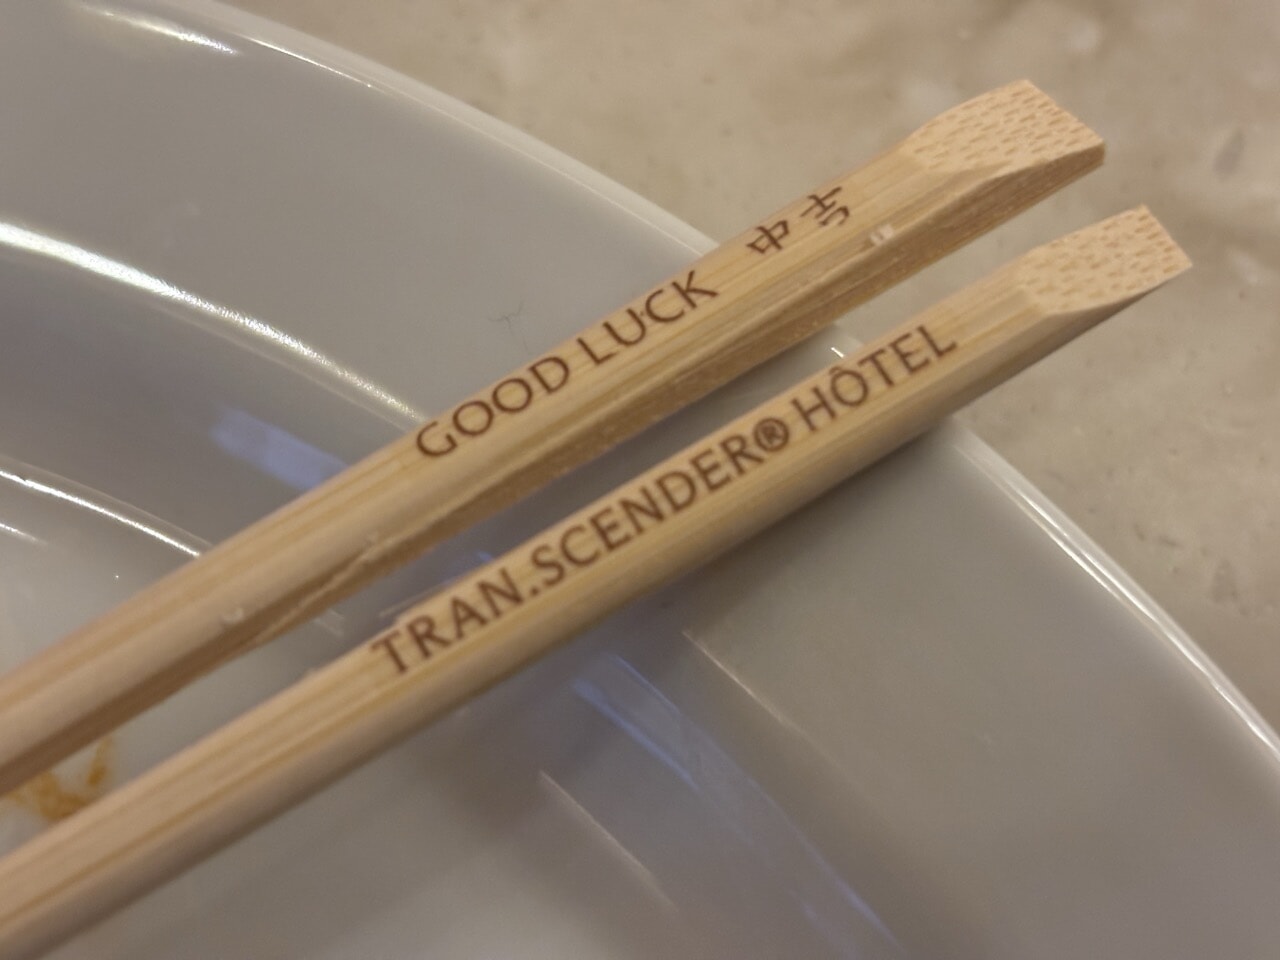 GOOD LUCK 中吉
TRAN.SCENDER® HÔTEL